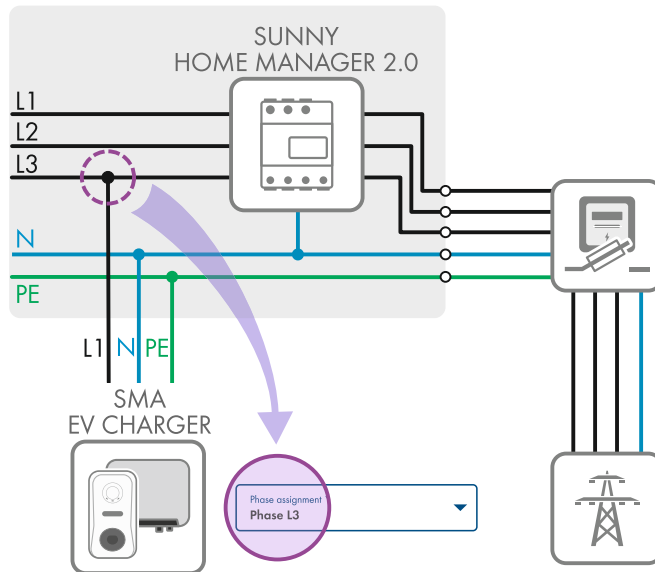 SUNNY
HOME MANAGER 2.0
L1
L2
L3
N
PE
L1 N PE
SMA
EV CHARGER
Phase assignment
Phase L3